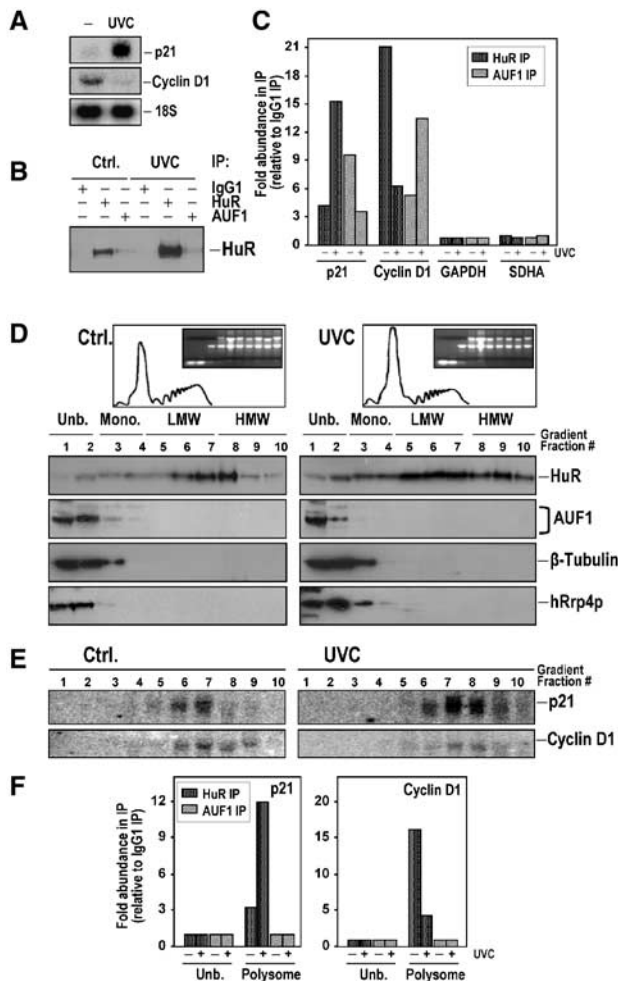 A
– UVC
p21
Cyclin D1
18S
B
Ctrl. UVC IP:
+ – – + – – IgG1
– + – – + – HuR
– – + – – + AUF1
HuR
C
Fold abundance in IP
(relative to IgG1 IP)
21
18
15
12
9
6
3
0
HuR IP
AUF1 IP
– + – + – + – + – + – + – + – + UVC
p21 Cyclin D1 GAPDH SDHA
D
Ctrl. UVC
Unb. Mono. LMW HMW Unb. Mono. LMW HMW
1 2 3 4 5 6 7 8 9 10 1 2 3 4 5 6 7 8 9 10 Gradient Fraction #
HuR
AUF1
β-Tubulin
hRrp4p
E
Ctrl. UVC
1 2 3 4 5 6 7 8 9 10 1 2 3 4 5 6 7 8 9 10 Gradient Fraction #
p21
Cyclin D1
F
Fold abundance in IP
(relative to IgG1 IP)
12
9
6
3
0
HuR IP
AUF1 IP
p21
– + – + – + – +
Unb. Polysome
20
15
10
5
0
Cyclin D1
– + – + – + – + UVC
Unb. Polysome